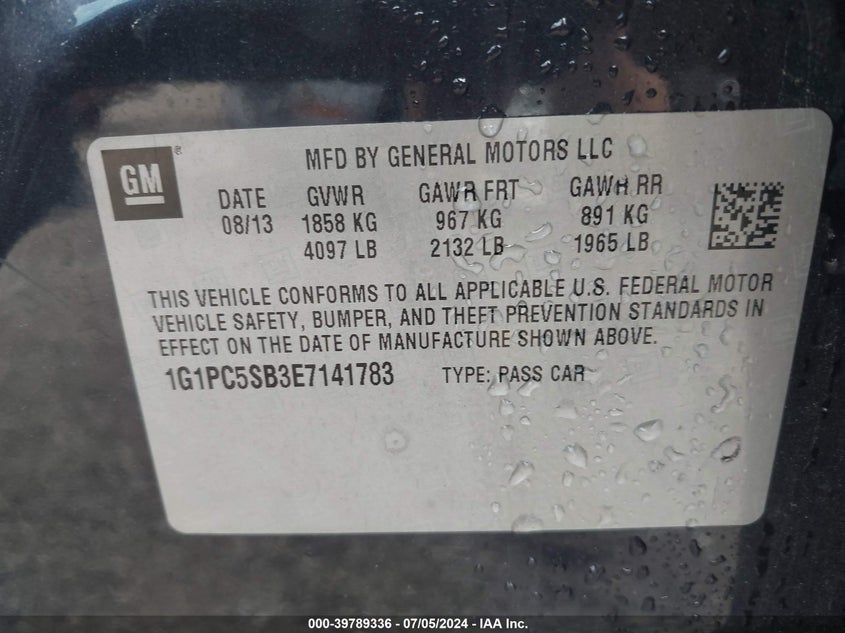 GM ®
MFD BY GENERAL MOTORS LLC
DATE GVWR GAWR FRT GAWR RR
08/13 1858 KG 967 KG 891 KG
4097 LB 2132 LB 1965 LB
THIS VEHICLE CONFORMS TO ALL APPLICABLE U.S. FEDERAL MOTOR
VEHICLE SAFETY, BUMPER, AND THEFT PREVENTION STANDARDS IN
EFFECT ON THE DATE OF MANUFACTURE SHOWN ABOVE.
1G1PC5SB3E7141783 TYPE: PASS CAR
000-39789336 - 07/05/2024 - IAA Inc.